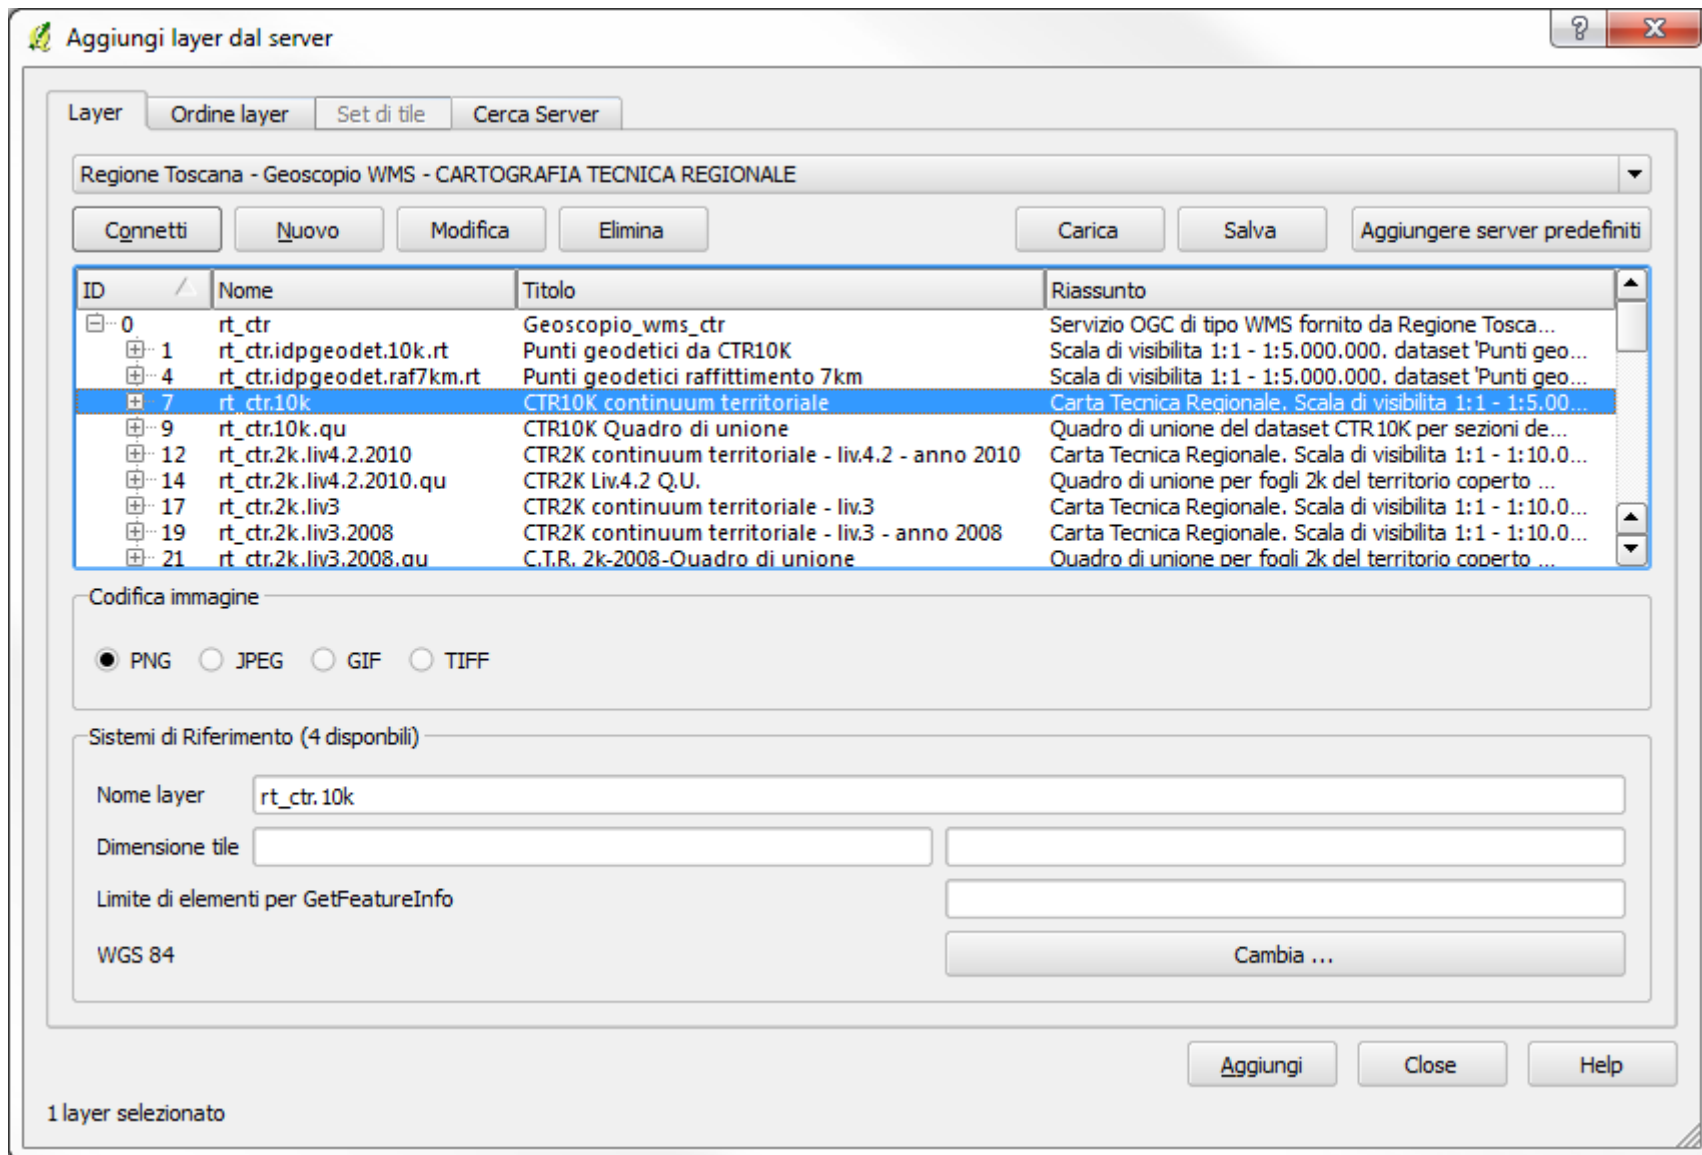 Aggiungi layer dal server
Layer Ordine layer Set di tile Cerca Server
Regione Toscana - Geoscopio WMS - CARTOGRAFIA TECNICA REGIONALE
Connetti Nuovo Modifica Elimina Carica Salva Aggiungere server predefiniti
ID Nome Titolo Riassunto
0 rt_ctr Geoscopio_wms_ctr Servizio OGC di tipo WMS fornito da Regione Tosca...
1 rt_ctr.idpgeodet.10k.rt Punti geodetici da CTR10K Scala di visibilita 1:1 - 1:5.000.000. dataset 'Punti geo...
4 rt_ctr.idpgeodet.raf7km.rt Punti geodetici raffittimento 7km Scala di visibilita 1:1 - 1:5.000.000. dataset 'Punti geo...
7 rt_ctr.10k CTR10K continuum territoriale Carta Tecnica Regionale. Scala di visibilita 1:1 - 1:5.00...
9 rt_ctr.10k.qu CTR10K Quadro di unione Quadro di unione del dataset CTR10K per sezioni de...
12 rt_ctr.2k.liv4.2.2010 CTR2K continuum territoriale - liv.4.2 - anno 2010 Carta Tecnica Regionale. Scala di visibilita 1:1 - 1:10.0...
14 rt_ctr.2k.liv4.2.2010.qu CTR2K Liv.4.2 Q.U. Quadro di unione per fogli 2k del territorio coperto ...
17 rt_ctr.2k.liv3 CTR2K continuum territoriale - liv.3 Carta Tecnica Regionale. Scala di visibilita 1:1 - 1:10.0...
19 rt_ctr.2k.liv3.2008 CTR2K continuum territoriale - liv.3 - anno 2008 Carta Tecnica Regionale. Scala di visibilita 1:1 - 1:10.0...
21 rt_ctr.2k.liv3.2008.qu C.T.R. 2k-2008-Quadro di unione Quadro di unione per fogli 2k del territorio coperto ...
Codifica immagine
PNG JPEG GIF TIFF
Sistemi di Riferimento (4 disponbili)
Nome layer rt_ctr.10k
Dimensione tile
Limite di elementi per GetFeatureInfo
WGS 84 Cambia ...
Aggiungi Close Help
1 layer selezionato